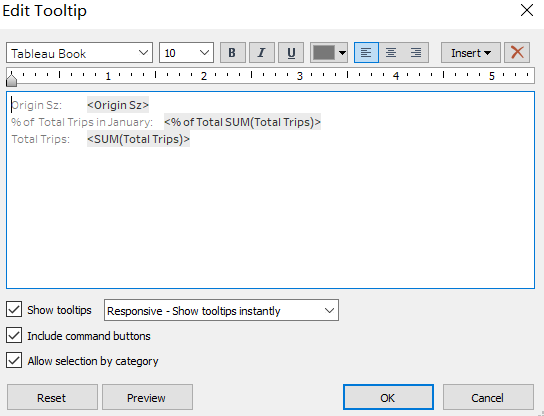 Edit Tooltip
Tableau Book 10 B I U Insert
1 2 3 4 5
Origin Sz: <Origin Sz>
% of Total Trips in January: <% of Total SUM(Total Trips)>
Total Trips: <SUM(Total Trips)>
Show tooltips Responsive - Show tooltips instantly
Include command buttons
Allow selection by category
Reset Preview OK Cancel